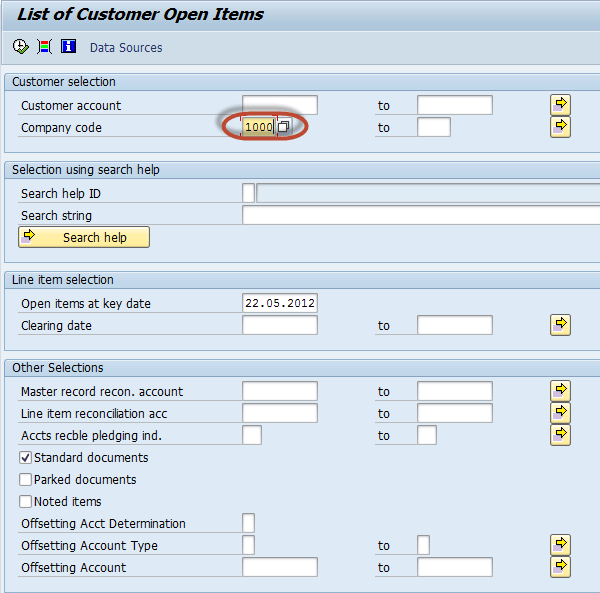 List of Customer Open Items
Data Sources
Customer selection
Customer account to
Company code 1000 to
Selection using search help
Search help ID
Search string
Search help
Line item selection
Open items at key date 22.05.2012
Clearing date to
Other Selections
Master record recon. account to
Line item reconciliation acc to
Accts recble pledging ind. to
Standard documents
Parked documents
Noted items
Offsetting Acct Determination
Offsetting Account Type to
Offsetting Account to